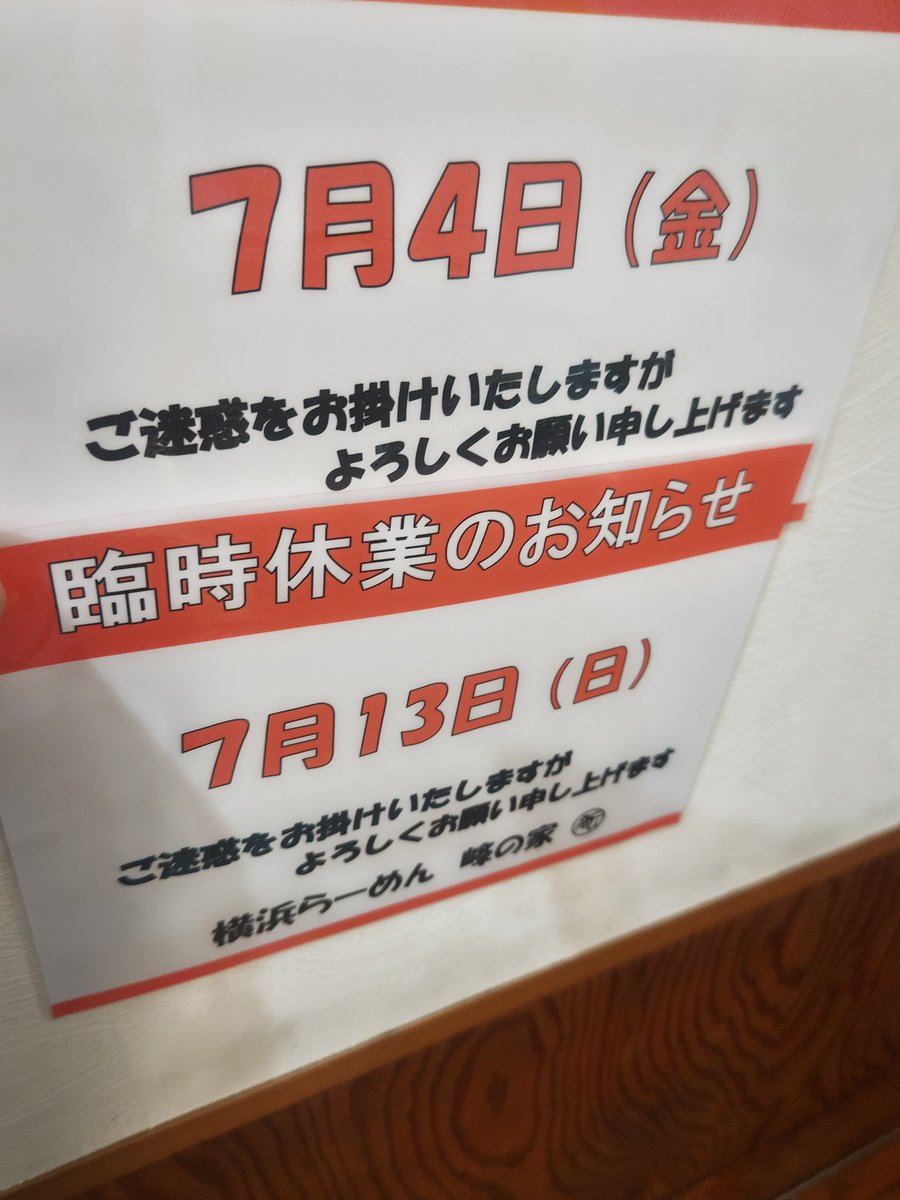 7月4日（金）
ご迷惑をお掛けいたしますが
よろしくお願い申し上げます
臨時休業のお知らせ
7月13日（日）
ご迷惑をお掛けいたしますが
よろしくお願い申し上げます
横浜らーめん 峰の家